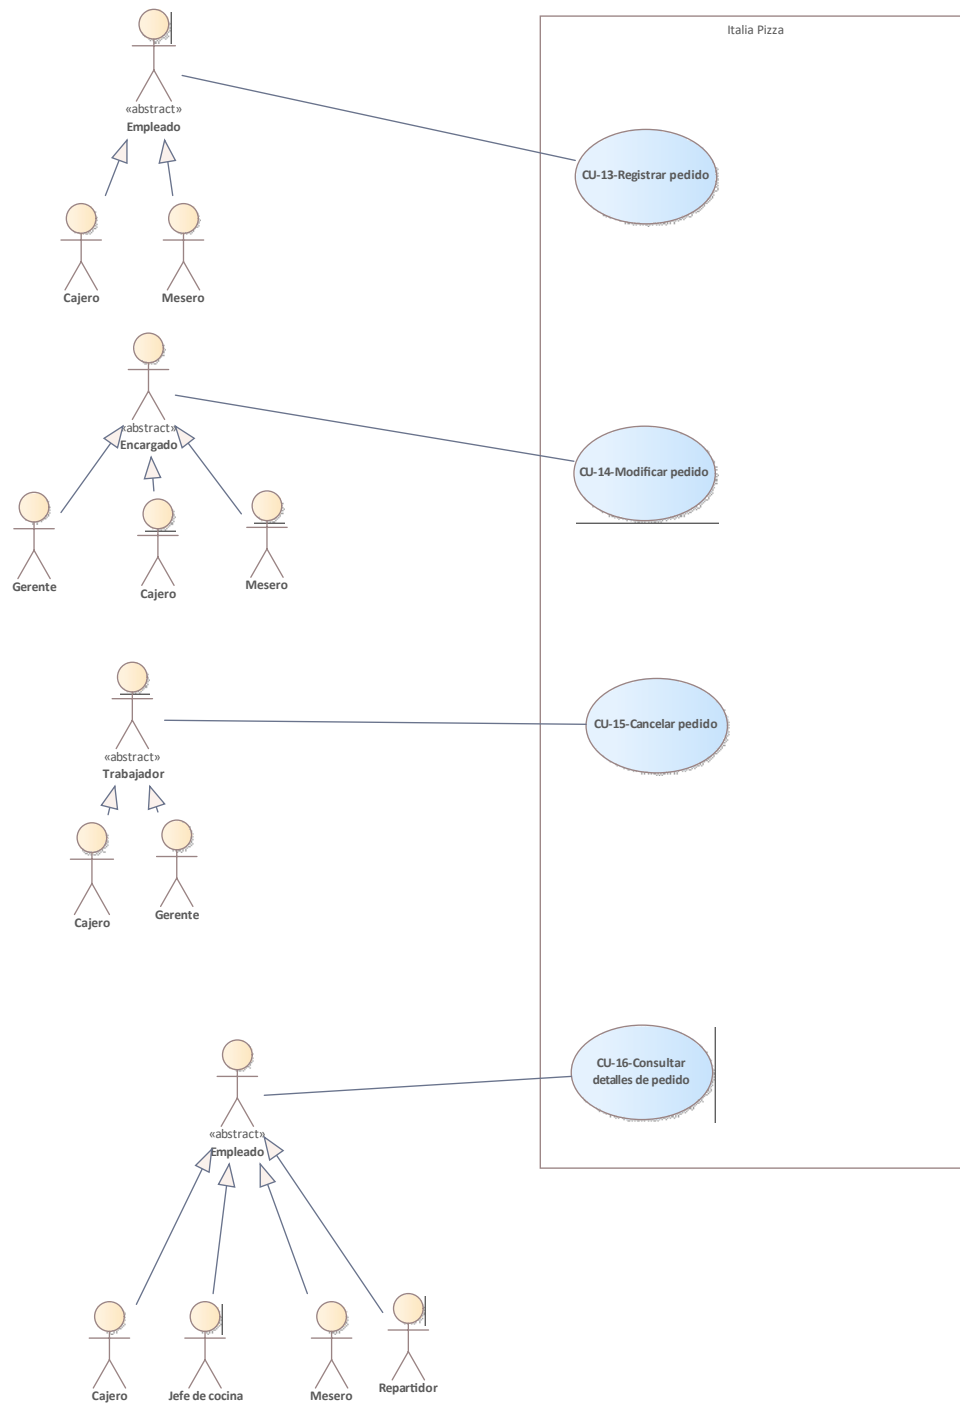 Italia Pizza
«abstract»
Empleado
CU-13-Registrar pedido
Cajero
Mesero
«abstract»
Encargado
CU-14-Modificar pedido
Gerente
Cajero
Mesero
«abstract»
Trabajador
CU-15-Cancelar pedido
Cajero
Gerente
CU-16-Consultar
detalles de pedido
«abstract»
Empleado
Cajero
Jefe de cocina
Mesero
Repartidor